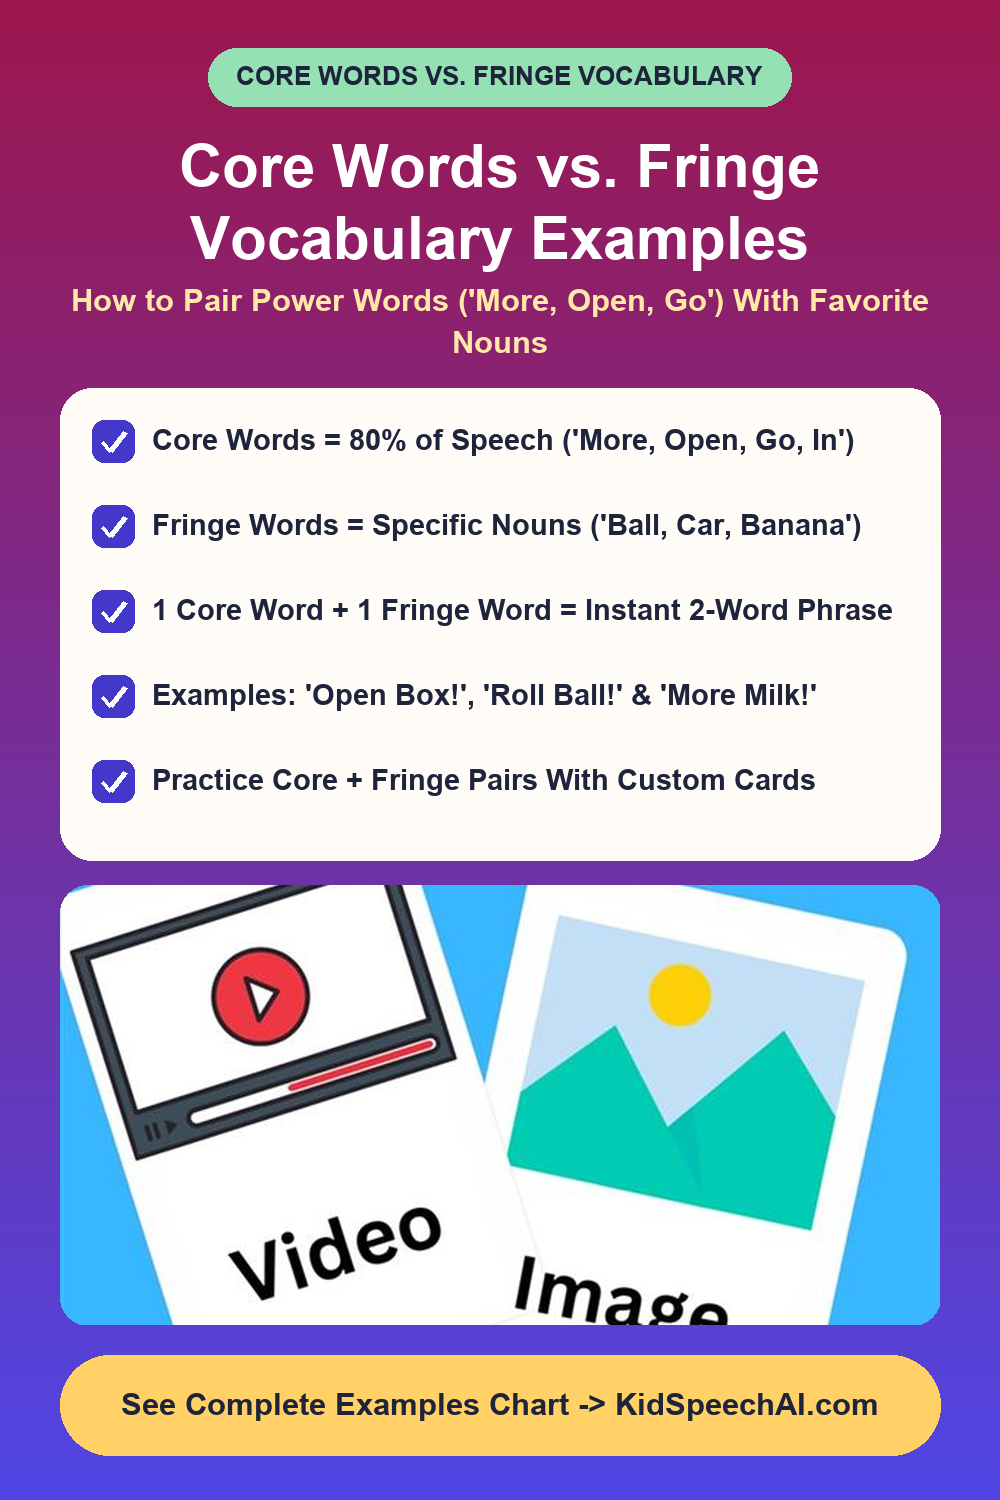 CORE WORDS VS. FRINGE VOCABULARY
Core Words vs. Fringe
Vocabulary Examples
How to Pair Power Words ('More, Open, Go') With Favorite
Nouns
Core Words = 80% of Speech ('More, Open, Go, In')
Fringe Words = Specific Nouns ('Ball, Car, Banana')
1 Core Word + 1 Fringe Word = Instant 2-Word Phrase
Examples: 'Open Box!', 'Roll Ball!' & 'More Milk!'
Practice Core + Fringe Pairs With Custom Cards
Video
Image
See Complete Examples Chart -> KidSpeechAI.com